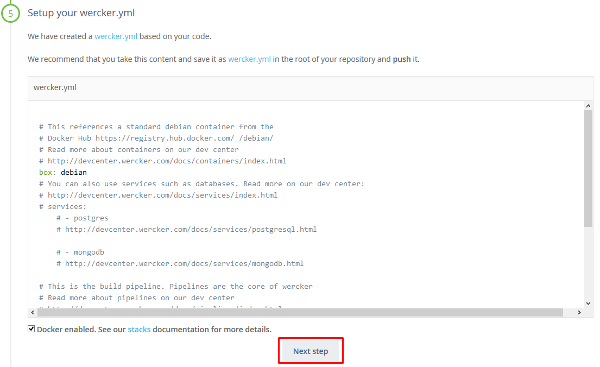 5
Setup your wercker.yml
We have created a wercker.yml based on your code.
We recommend that you take this content and save it as wercker.yml in the root of your repository and push it.
wercker.yml
# This references a standard debian container from the
# Docker Hub https://registry.hub.docker.com/_/debian/
# Read more about containers on our dev center
# http://devcenter.wercker.com/docs/containers/index.html
box: debian
# You can also use services such as databases. Read more on our dev center:
# http://devcenter.wercker.com/docs/services/index.html
# services:
# - postgres
# http://devcenter.wercker.com/docs/services/postgresql.html
# - mongodb
# http://devcenter.wercker.com/docs/services/mongodb.html
# This is the build pipeline. Pipelines are the core of wercker
# Read more about pipelines on our dev center
Docker enabled. See our stacks documentation for more details.
Next step